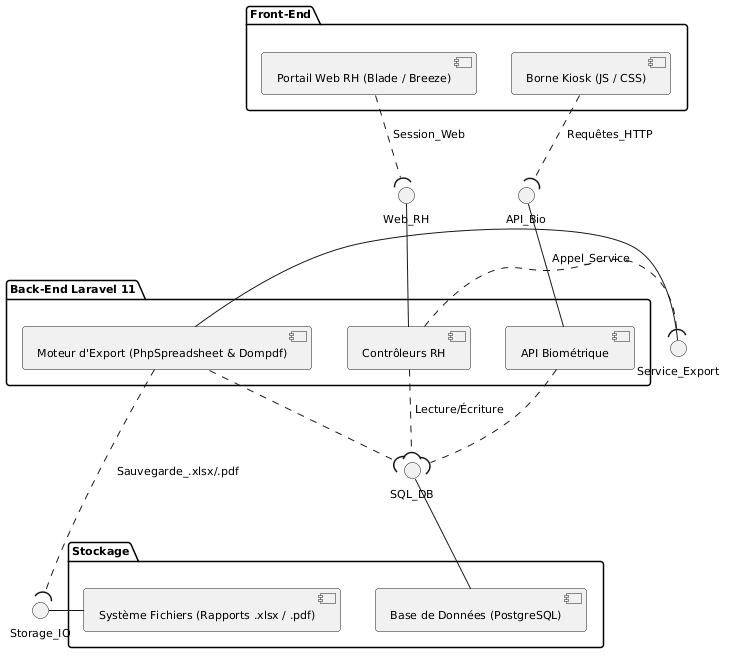 Front-End
Portail Web RH (Blade / Breeze)
Borne Kiosk (JS / CSS)
Session_Web
Requêtes_HTTP
Web_RH
API_Bio
Appel_Service
Back-End Laravel 11
Moteur d'Export (PhpSpreadsheet & Dompdf)
Contrôleurs RH
API Biométrique
Service_Export
Lecture/Écriture
Sauvegarde_.xlsx/.pdf
SQL_DB
Stockage
Système Fichiers (Rapports .xlsx / .pdf)
Base de Données (PostgreSQL)
Storage_IO